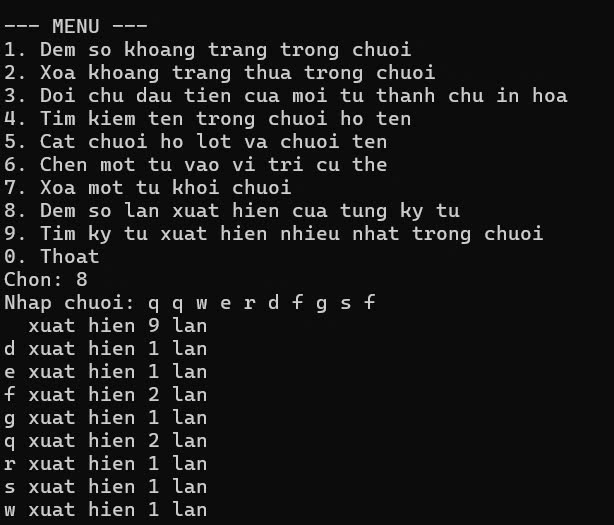 --- MENU ---
1. Dem so khoang trang trong chuoi
2. Xoa khoang trang thua trong chuoi
3. Doi chu dau tien cua moi tu thanh chu in hoa
4. Tim kiem ten trong chuoi ho ten
5. Cat chuoi ho lot va chuoi ten
6. Chen mot tu vao vi tri cu the
7. Xoa mot tu khoi chuoi
8. Dem so lan xuat hien cua tung ky tu
9. Tim ky tu xuat hien nhieu nhat trong chuoi
0. Thoat
Chon: 8
Nhap chuoi: q q w e r d f g s f
  xuat hien 9 lan
d xuat hien 1 lan
e xuat hien 1 lan
f xuat hien 2 lan
g xuat hien 1 lan
q xuat hien 2 lan
r xuat hien 1 lan
s xuat hien 1 lan
w xuat hien 1 lan